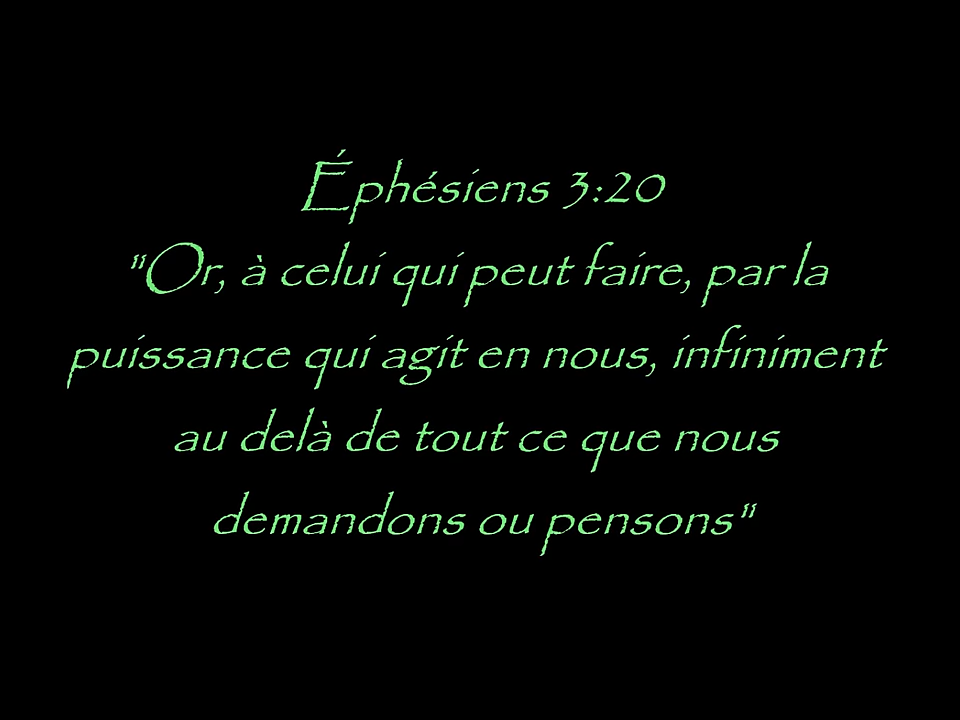 Éphésiens 3:20
"Or, à celui qui peut faire, par la
puissance qui agit en nous, infiniment
au delà de tout ce que nous
demandons ou pensons"